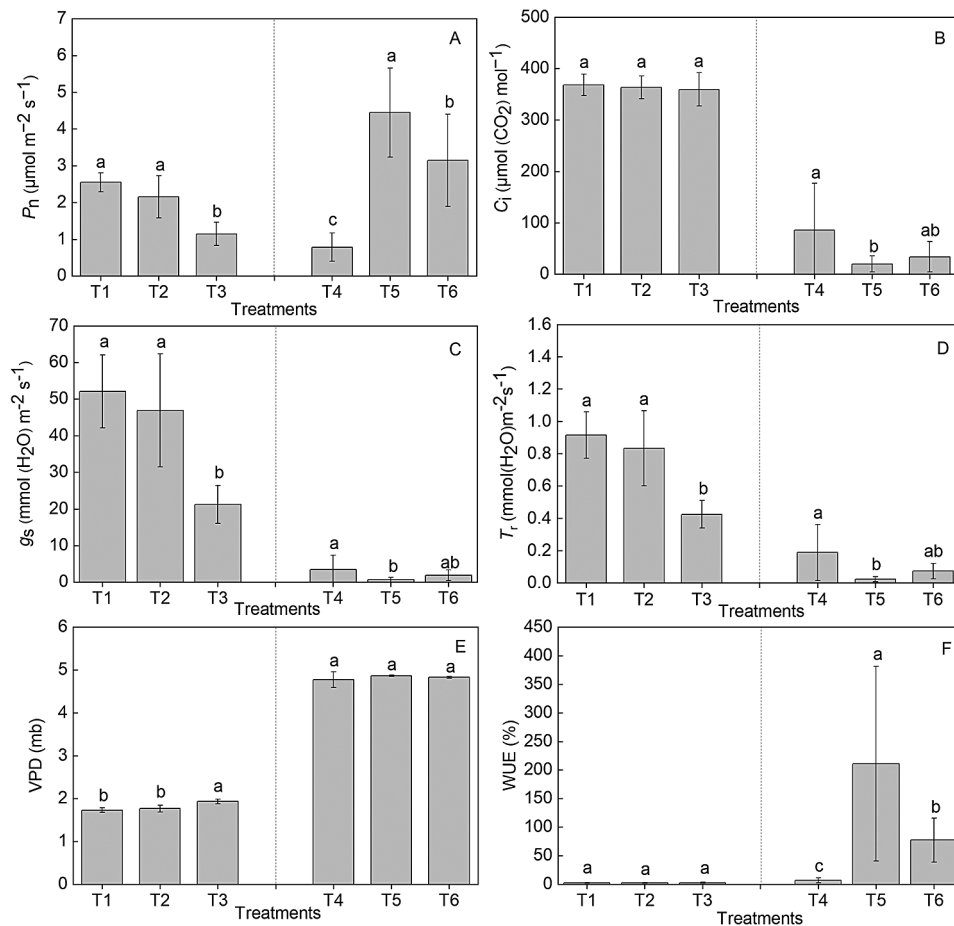 A
Pn (μmol m−2 s−1)
7
6
5
4
3
2
1
0
a
a
b
c
a
b
T1 T2 T3 T4 T5 T6
Treatments
B
Ci (μmol (CO2) mol−1)
500
400
300
200
100
0
a
a
a
a
b
ab
T1 T2 T3 T4 T5 T6
Treatments
C
gs (mmol (H2O) m−2 s−1)
70
60
50
40
30
20
10
0
a
a
b
a
b
ab
T1 T2 T3 T4 T5 T6
Treatments
D
Tr (mmol(H2O)m−2s−1)
1.6
1.4
1.2
1.0
0.8
0.6
0.4
0.2
0.0
a
a
b
a
b
ab
T1 T2 T3 T4 T5 T6
Treatments
E
VPD (mb)
6
5
4
3
2
1
0
b
b
a
a
a
a
T1 T2 T3 T4 T5 T6
Treatments
F
WUE (%)
450
400
350
300
250
200
150
100
50
0
a
a
a
c
a
b
T1 T2 T3 T4 T5 T6
Treatments